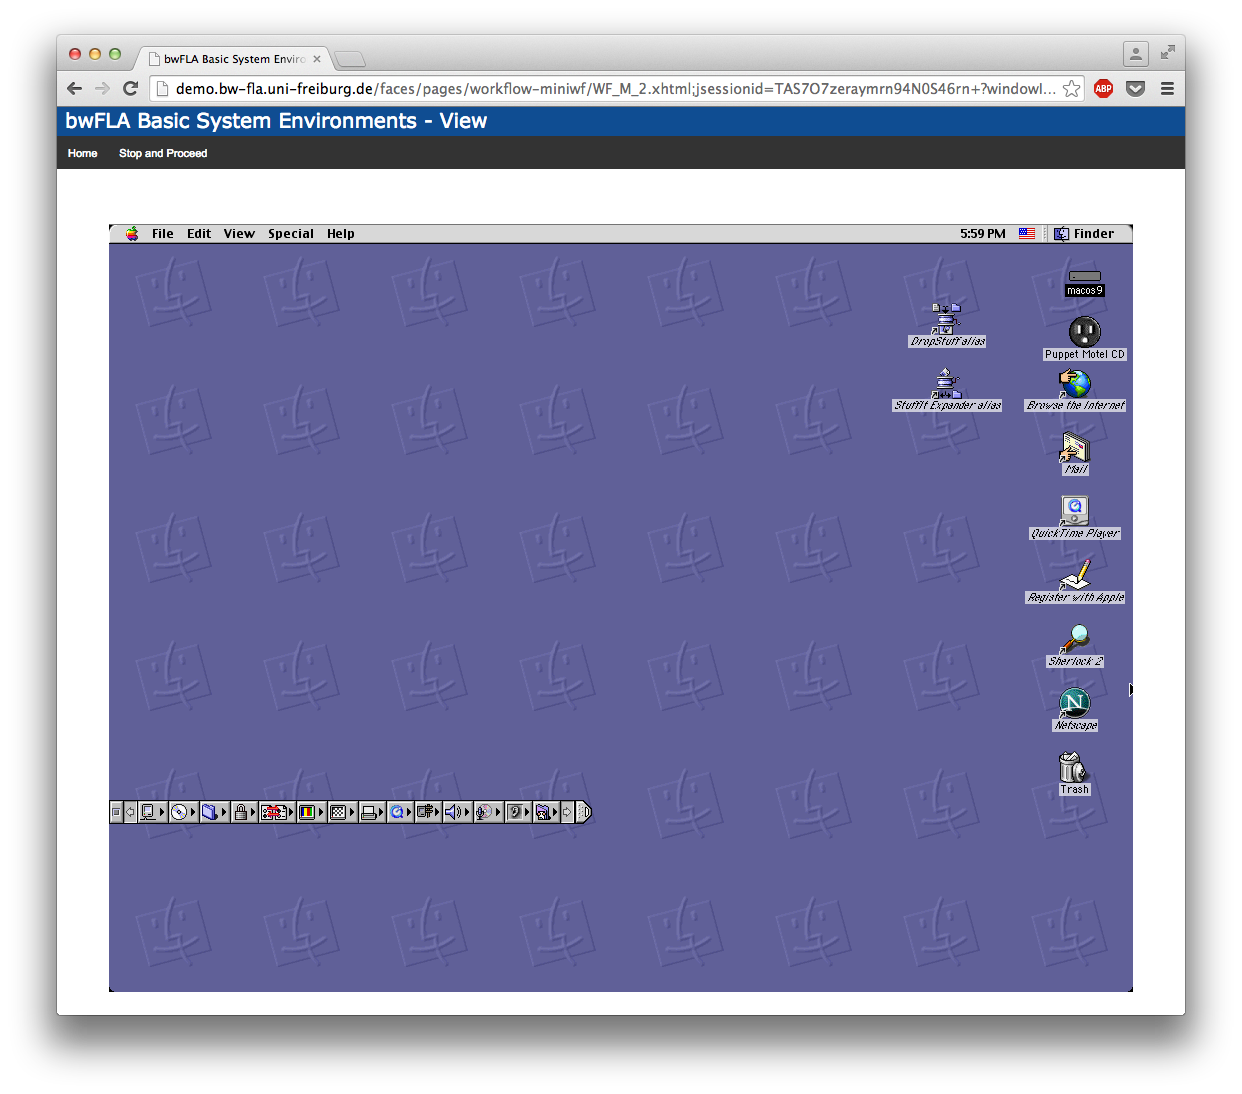 bwFLA Basic System Enviro
demo.bw-fla.uni-freiburg.de/faces/pages/workflow-miniwf/WF_M_2.xhtml;jsessionid=TAS7O7zeraymrn94N0S46rn+?windowI...
ABP
bwFLA Basic System Environments - View
Home Stop and Proceed
File Edit View Special Help 5:59 PM Finder
macos9
DropStuff alias
Puppet Motel CD
StuffIt Expander alias
Browse the Internet
Mail
QuickTime Player
Register with Apple
Sherlock 2
N
Netscape
Trash